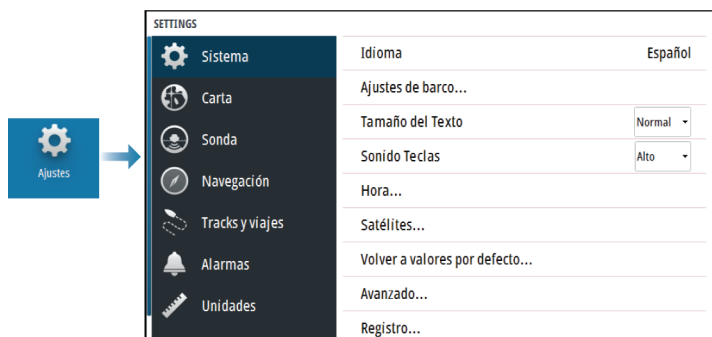 SETTINGS
Sistema
Carta
Sonda
Navegación
Tracks y viajes
Alarmas
Unidades
Idioma Español
Ajustes de barco...
Tamaño del Texto Normal
Sonido Teclas Alto
Hora...
Satélites...
Volver a valores por defecto...
Avanzado...
Registro...
Ajustes